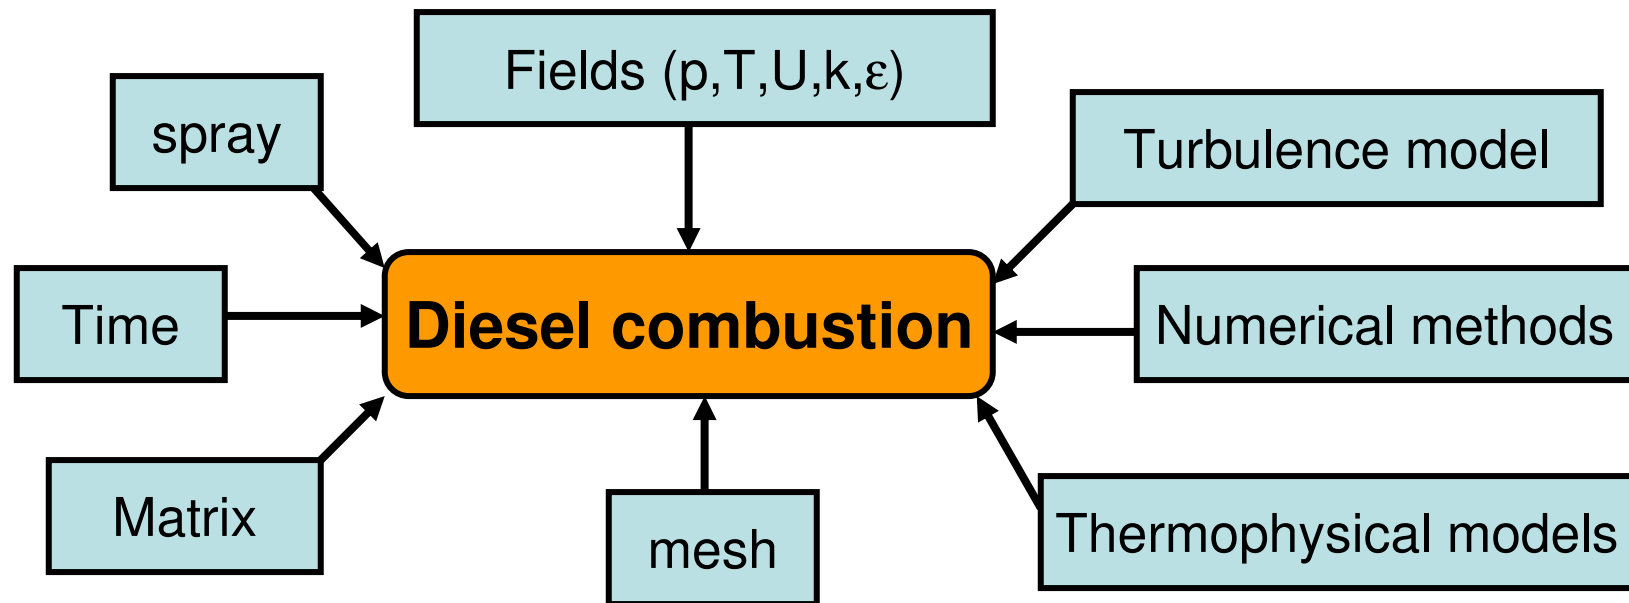 Fields (p,T,U,k,ε)
spray
Turbulence model
Time
Diesel combustion
Numerical methods
Matrix
mesh
Thermophysical models